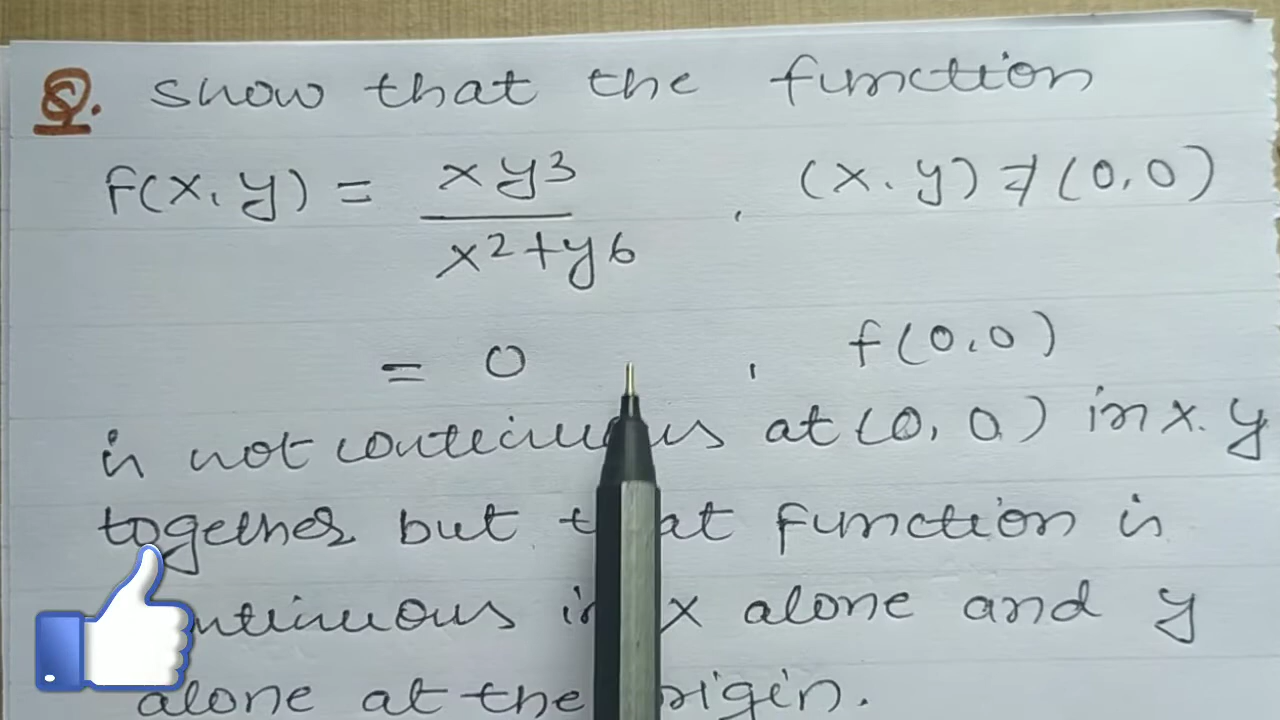 Q. show that the function
f(x, y) = xy3 / x2+y6 , (x. y) ≠ (0,0)
= 0 , f(0,0)
is not continuous at (0, 0) in x. y
together but that function is
continuous in x alone and y
alone at the origin.